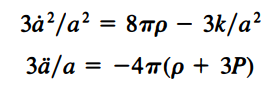 3ȧ²/a² = 8πρ − 3k/a²
3ä/a = −4π(ρ + 3P)